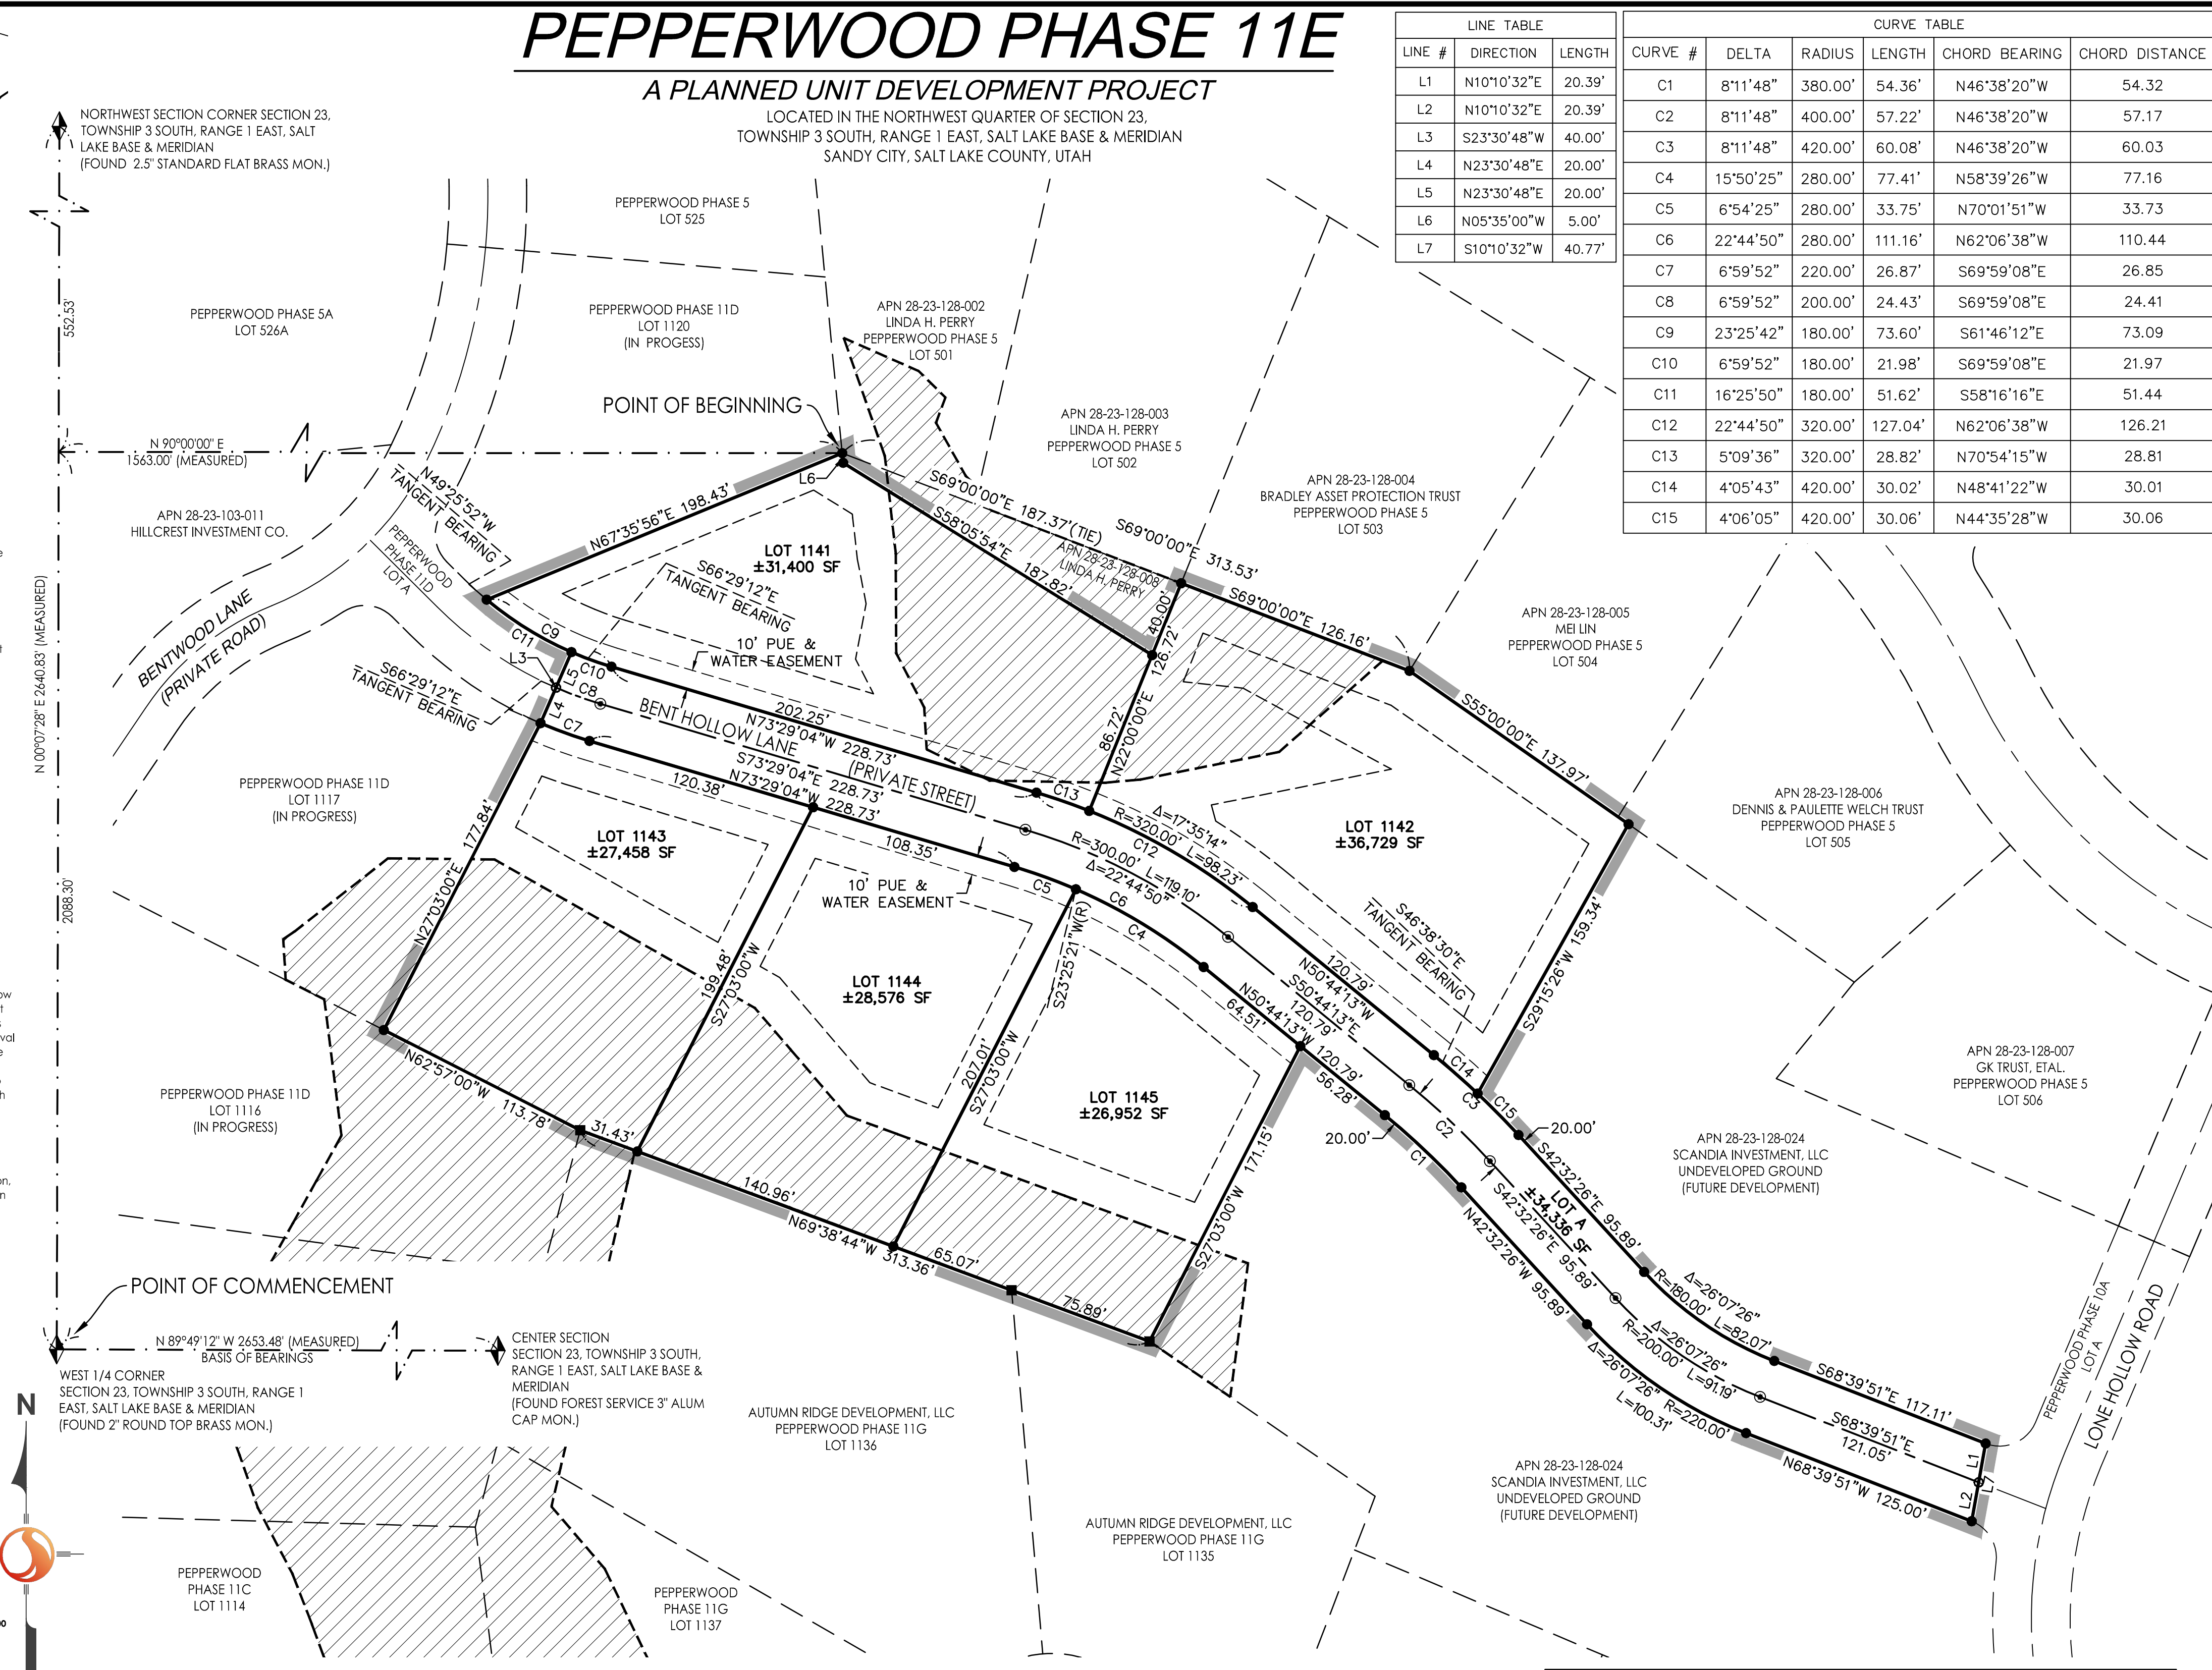 PEPPERWOOD PHASE 11E
A PLANNED UNIT DEVELOPMENT PROJECT
LOCATED IN THE NORTHWEST QUARTER OF SECTION 23,
TOWNSHIP 3 SOUTH, RANGE 1 EAST, SALT LAKE BASE & MERIDIAN
SANDY CITY, SALT LAKE COUNTY, UTAH
LINE TABLE
LINE # DIRECTION LENGTH
L1 N10°10'32"E 20.39'
L2 N10°10'32"E 20.39'
L3 S23°30'48"W 40.00'
L4 N23°30'48"E 20.00'
L5 N23°30'48"E 20.00'
L6 N05°35'00"W 5.00'
L7 S10°10'32"W 40.77'
CURVE TABLE
CURVE # DELTA RADIUS LENGTH CHORD BEARING CHORD DISTANCE
C1 8°11'48" 380.00' 54.36' N46°38'20"W 54.32
C2 8°11'48" 400.00' 57.22' N46°38'20"W 57.17
C3 8°11'48" 420.00' 60.08' N46°38'20"W 60.03
C4 15°50'25" 280.00' 77.41' N58°39'26"W 77.16
C5 6°54'25" 280.00' 33.75' N70°01'51"W 33.73
C6 22°44'50" 280.00' 111.16' N62°06'38"W 110.44
C7 6°59'52" 220.00' 26.87' S69°59'08"E 26.85
C8 6°59'52" 200.00' 24.43' S69°59'08"E 24.41
C9 23°25'42" 180.00' 73.60' S61°46'12"E 73.09
C10 6°59'52" 180.00' 21.98' S69°59'08"E 21.97
C11 16°25'50" 180.00' 51.62' S58°16'16"E 51.44
C12 22°44'50" 320.00' 127.04' N62°06'38"W 126.21
C13 5°09'36" 320.00' 28.82' N70°54'15"W 28.81
C14 4°05'43" 420.00' 30.02' N48°41'22"W 30.01
C15 4°06'05" 420.00' 30.06' N44°35'28"W 30.06
NORTHWEST SECTION CORNER SECTION 23,
TOWNSHIP 3 SOUTH, RANGE 1 EAST, SALT
LAKE BASE & MERIDIAN
(FOUND 2.5" STANDARD FLAT BRASS MON.)
552.53'
N 00°07'28" E 2640.83' (MEASURED)
2088.30'
N 90°00'00" E
1563.00' (MEASURED)
PEPPERWOOD PHASE 5
LOT 525
PEPPERWOOD PHASE 5A
LOT 526A
PEPPERWOOD PHASE 11D
LOT 1120
(IN PROGESS)
APN 28-23-128-002
LINDA H. PERRY
PEPPERWOOD PHASE 5
LOT 501
POINT OF BEGINNING
APN 28-23-128-003
LINDA H. PERRY
PEPPERWOOD PHASE 5
LOT 502
APN 28-23-128-004
BRADLEY ASSET PROTECTION TRUST
PEPPERWOOD PHASE 5
LOT 503
APN 28-23-103-011
HILLCREST INVESTMENT CO.
N49°25'52"W
TANGENT BEARING
PEPPERWOOD
PHASE 11D
LOT A
L6
N67°35'56"E 198.43'
S69°00'00"E 187.37'(TIE)
S58°05'54"E
187.82'
S69°00'00"E 313.53'
APN 28-23-128-008
LINDA H. PERRY
S69°00'00"E 126.16'
LOT 1141
±31,400 SF
S66°29'12"E
TANGENT BEARING
10' PUE &
WATER EASEMENT
40.00'
126.72'
86.72'
N22°00'00"E
APN 28-23-128-005
MEI LIN
PEPPERWOOD PHASE 5
LOT 504
S55°00'00"E 137.97'
BENTWOOD LANE
(PRIVATE ROAD)
C9
C11
L3
L5
C10
C8
L4
C7
S66°29'12"E
TANGENT BEARING
BENT HOLLOW LANE
(PRIVATE STREET)
202.25'
N73°29'04"W 228.73'
S73°29'04"E 228.73'
N73°29'04"W 228.73'
120.38'
108.35'
C13
Δ=17°35'14"
R=320.00' L=98.23'
C12
R=300.00' L=119.10'
Δ=22°44'50"
C5
C6
C4
PEPPERWOOD PHASE 11D
LOT 1117
(IN PROGRESS)
N27°03'00"E 177.84'
LOT 1143
±27,458 SF
LOT 1142
±36,729 SF
APN 28-23-128-006
DENNIS & PAULETTE WELCH TRUST
PEPPERWOOD PHASE 5
LOT 505
10' PUE &
WATER EASEMENT
S46°38'30"E
TANGENT BEARING
S29°15'26"W 159.34'
199.48'
S27°03'00"W
LOT 1144
±28,576 SF
S23°25'21"W(R)
207.01'
S27°03'00"W
120.79'
N50°44'13"W
S50°44'13"E
120.79'
N50°44'13"W 120.79'
64.51'
56.28'
C14
C3
C15
C2
C1
20.00'
20.00'
LOT 1145
±26,952 SF
S27°03'00"W 171.15'
APN 28-23-128-007
GK TRUST, ETAL.
PEPPERWOOD PHASE 5
LOT 506
PEPPERWOOD PHASE 11D
LOT 1116
(IN PROGRESS)
N62°57'00"W 113.78'
31.43'
140.96'
N69°38'44"W 313.36'
65.07'
75.89'
APN 28-23-128-024
SCANDIA INVESTMENT, LLC
UNDEVELOPED GROUND
(FUTURE DEVELOPMENT)
S42°32'26"E 95.89'
LOT A
±34,336 SF
S42°32'26"E 95.89'
N42°32'26"W 95.89'
Δ=26°07'26"
R=180.00' L=82.07'
Δ=26°07'26"
R=200.00' L=91.19'
Δ=26°07'26" R=220.00'
L=100.31'
S68°39'51"E 117.11'
S68°39'51"E
121.05'
N68°39'51"W 125.00'
L1
L7
L2
PEPPERWOOD PHASE 10A
LOT A
LONE HOLLOW ROAD
POINT OF COMMENCEMENT
N 89°49'12" W 2653.48' (MEASURED)
BASIS OF BEARINGS
CENTER SECTION
SECTION 23, TOWNSHIP 3 SOUTH,
RANGE 1 EAST, SALT LAKE BASE &
MERIDIAN
(FOUND FOREST SERVICE 3" ALUM
CAP MON.)
WEST 1/4 CORNER
SECTION 23, TOWNSHIP 3 SOUTH, RANGE 1
EAST, SALT LAKE BASE & MERIDIAN
(FOUND 2" ROUND TOP BRASS MON.)
N
AUTUMN RIDGE DEVELOPMENT, LLC
PEPPERWOOD PHASE 11G
LOT 1136
APN 28-23-128-024
SCANDIA INVESTMENT, LLC
UNDEVELOPED GROUND
(FUTURE DEVELOPMENT)
AUTUMN RIDGE DEVELOPMENT, LLC
PEPPERWOOD PHASE 11G
LOT 1135
PEPPERWOOD
PHASE 11C
LOT 1114
PEPPERWOOD
PHASE 11G
LOT 1137